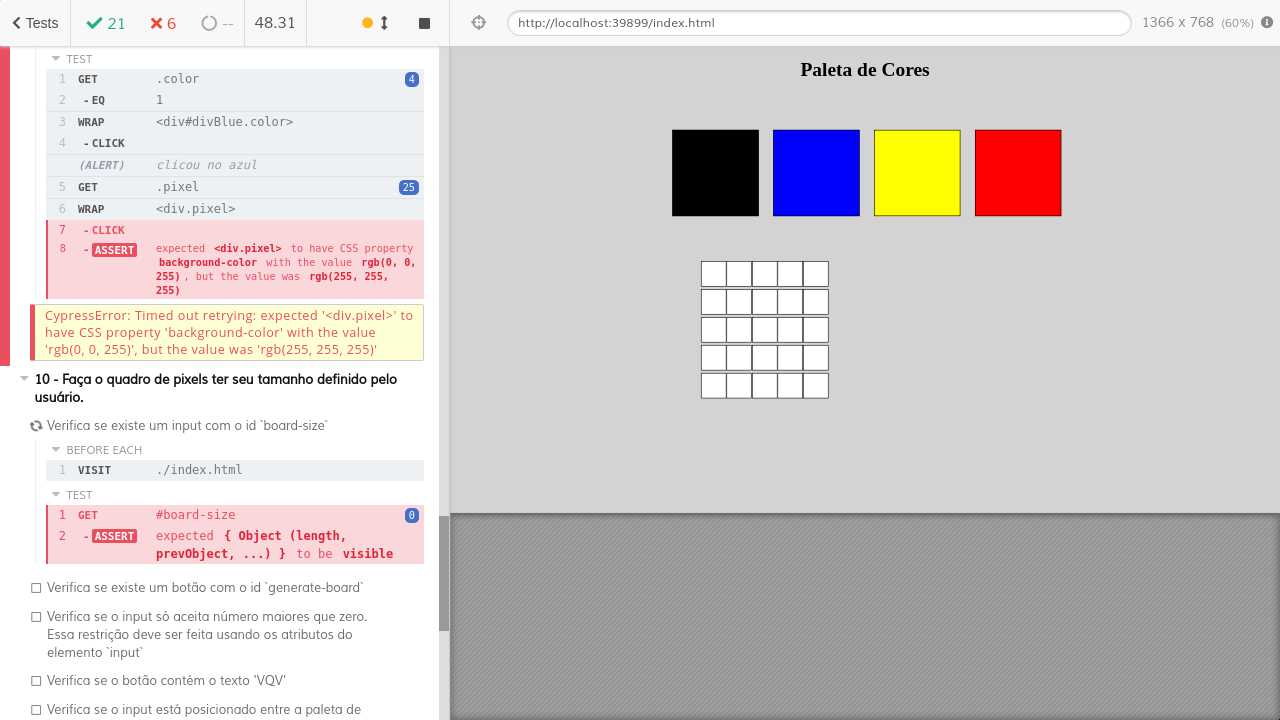 Tests
21
6
--
48.31
http://localhost:39899/index.html
1366 x 768 (60%)
TEST
1 GET .color 4
2 - EQ 1
3 WRAP <div#divBlue.color>
4 - CLICK
(ALERT) clicou no azul
5 GET .pixel 25
6 WRAP <div.pixel>
7 - CLICK
8 - ASSERT expected <div.pixel> to have CSS property
background-color with the value rgb(0, 0,
255) , but the value was rgb(255, 255,
255)
CypressError: Timed out retrying: expected '<div.pixel>' to
have CSS property 'background-color' with the value
'rgb(0, 0, 255)', but the value was 'rgb(255, 255, 255)'
10 - Faça o quadro de pixels ter seu tamanho definido pelo
usuário.
Verifica se existe um input com o id `board-size`
BEFORE EACH
1 VISIT ./index.html
TEST
1 GET #board-size 0
2 - ASSERT expected { Object (length,
prevObject, ...) } to be visible
Verifica se existe um botão com o id `generate-board`
Verifica se o input só aceita número maiores que zero.
Essa restrição deve ser feita usando os atributos do
elemento `input`
Verifica se o botão contém o texto 'VQV'
Verifica se o input está posicionado entre a paleta de
Paleta de Cores